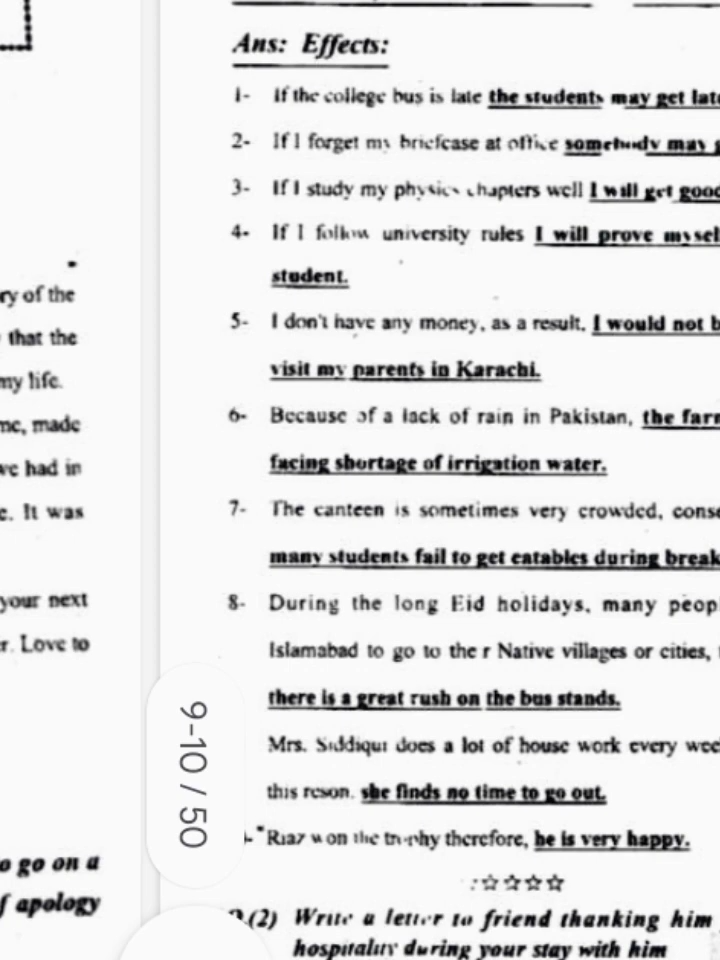 ry of the
that the
my life.
me, made
we had in
e. It was
your next
r. Love to
o go on a
f apology
Ans: Effects:
1- If the college bus is late the students may get late
2- If I forget my briefcase at office somebody may g
3- If I study my physics chapters well I will get good
4- If I follow university rules I will prove mysel
student.
5- I don't have any money, as a result, I would not b
visit my parents in Karachi.
6- Because of a lack of rain in Pakistan, the farm
facing shortage of irrigation water.
7- The canteen is sometimes very crowded, conse
many students fail to get eatables during break
8- During the long Eid holidays, many peop
Islamabad to go to the r Native villages or cities,
there is a great rush on the bus stands.
Mrs. Siddiqui does a lot of house work every wee
this reson. she finds no time to go out.
Riaz won the trophy therefore, he is very happy.
:☆☆☆☆
Q.(2) Write a letter to friend thanking him
hospitality during your stay with him
9-10 / 50